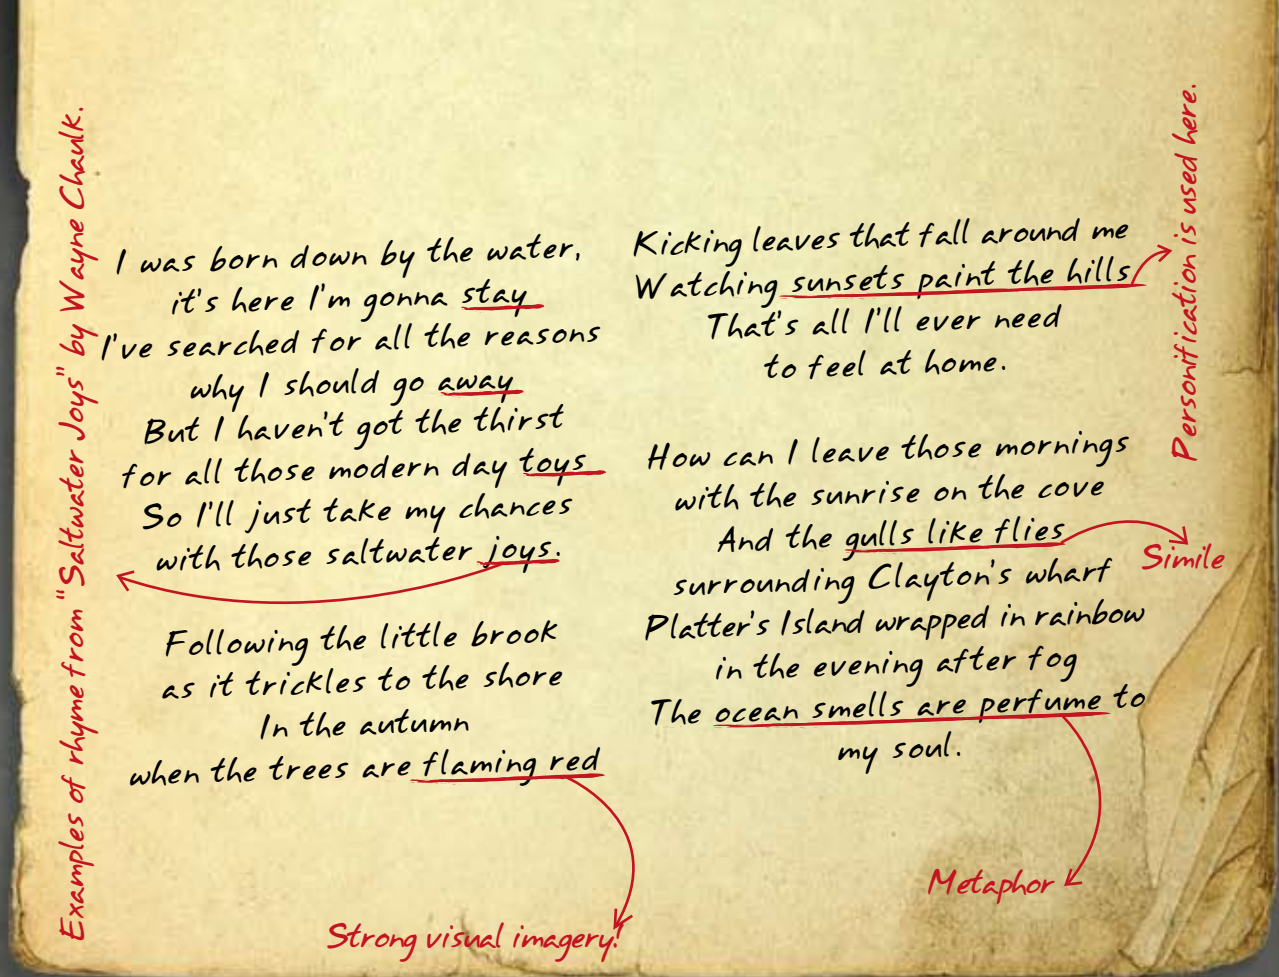 Examples of rhyme from "Saltwater Joys" by Wayne Chaulk.
I was born down by the water,
it's here I'm gonna stay
I've searched for all the reasons
why I should go away
But I haven't got the thirst
for all those modern day toys
So I'll just take my chances
with those saltwater joys.
Following the little brook
as it trickles to the shore
In the autumn
when the trees are flaming red
Strong visual imagery!
Kicking leaves that fall around me
Watching sunsets paint the hills
That's all I'll ever need
to feel at home.
Personification is used here.
How can I leave those mornings
with the sunrise on the cove
And the gulls like flies
Simile
surrounding Clayton's wharf
Platter's Island wrapped in rainbow
in the evening after fog
The ocean smells are perfume to
my soul.
Metaphor